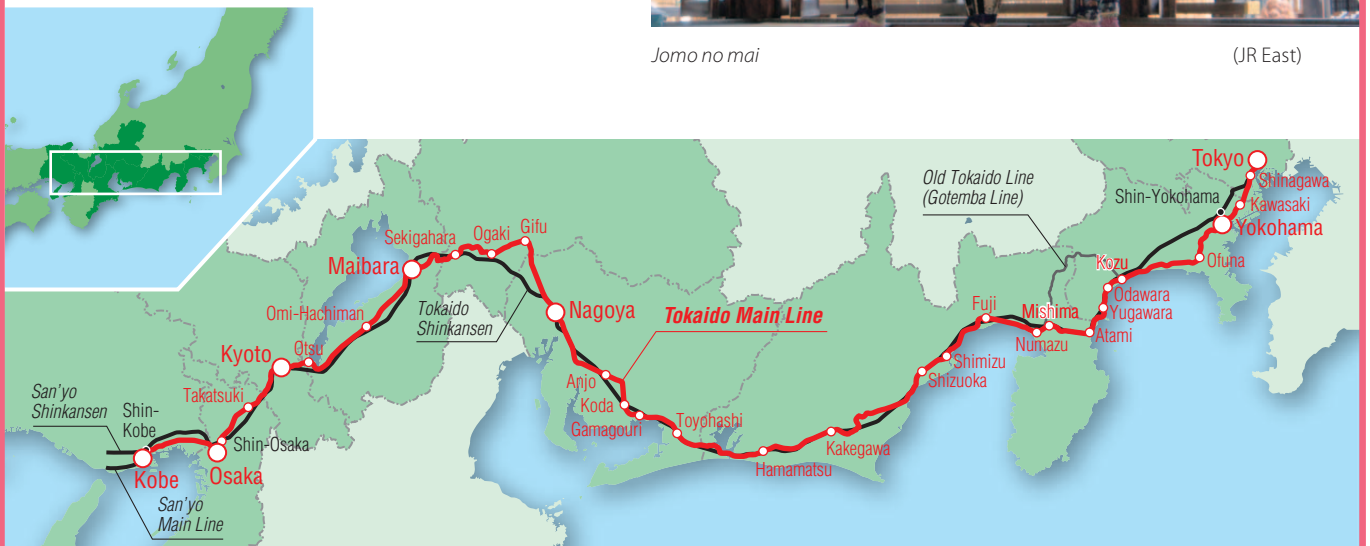 Jomo no mai
(JR East)
Tokyo
Shinagawa
Shin-Yokohama
Kawasaki
Yokohama
Ofuna
Old Tokaido Line
(Gotemba Line)
Kozu
Odawara
Yugawara
Atami
Mishima
Numazu
Fuji
Shimizu
Shizuoka
Kakegawa
Hamamatsu
Toyohashi
Gamagouri
Koda
Anjo
Tokaido Main Line
Nagoya
Tokaido
Shinkansen
Gifu
Ogaki
Sekigahara
Maibara
Omi-Hachiman
Otsu
Kyoto
Takatsuki
Shin-Osaka
Osaka
Shin-
Kobe
Kobe
San'yo
Shinkansen
San'yo
Main Line